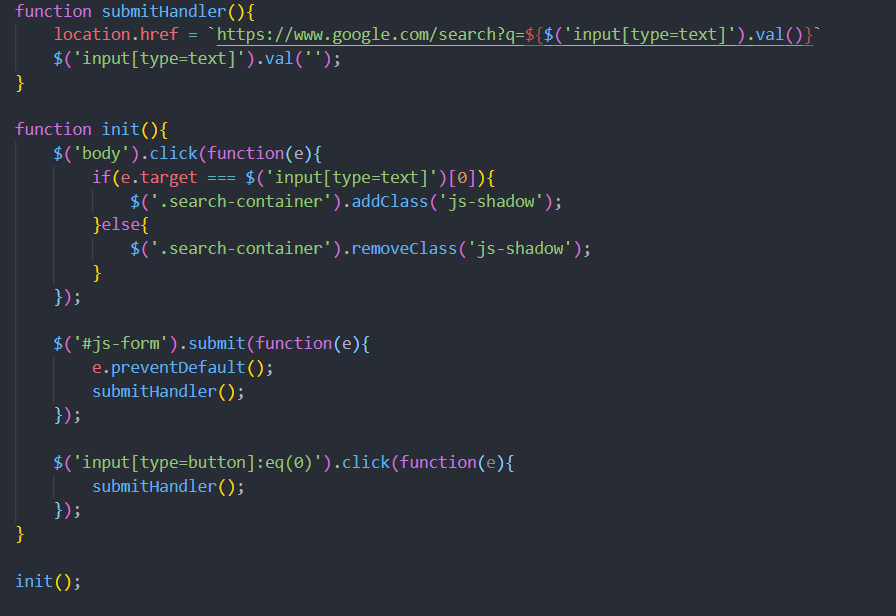 function submitHandler(){
    location.href = `https://www.google.com/search?q=${$('input[type=text]').val()}`
    $('input[type=text]').val('');
}

function init(){
    $('body').click(function(e){
        if(e.target === $('input[type=text]')[0]){
            $('.search-container').addClass('js-shadow');
        }else{
            $('.search-container').removeClass('js-shadow');
        }
    });

    $('#js-form').submit(function(e){
        e.preventDefault();
        submitHandler();
    });

    $('input[type=button]:eq(0)').click(function(e){
        submitHandler();
    });
}

init();